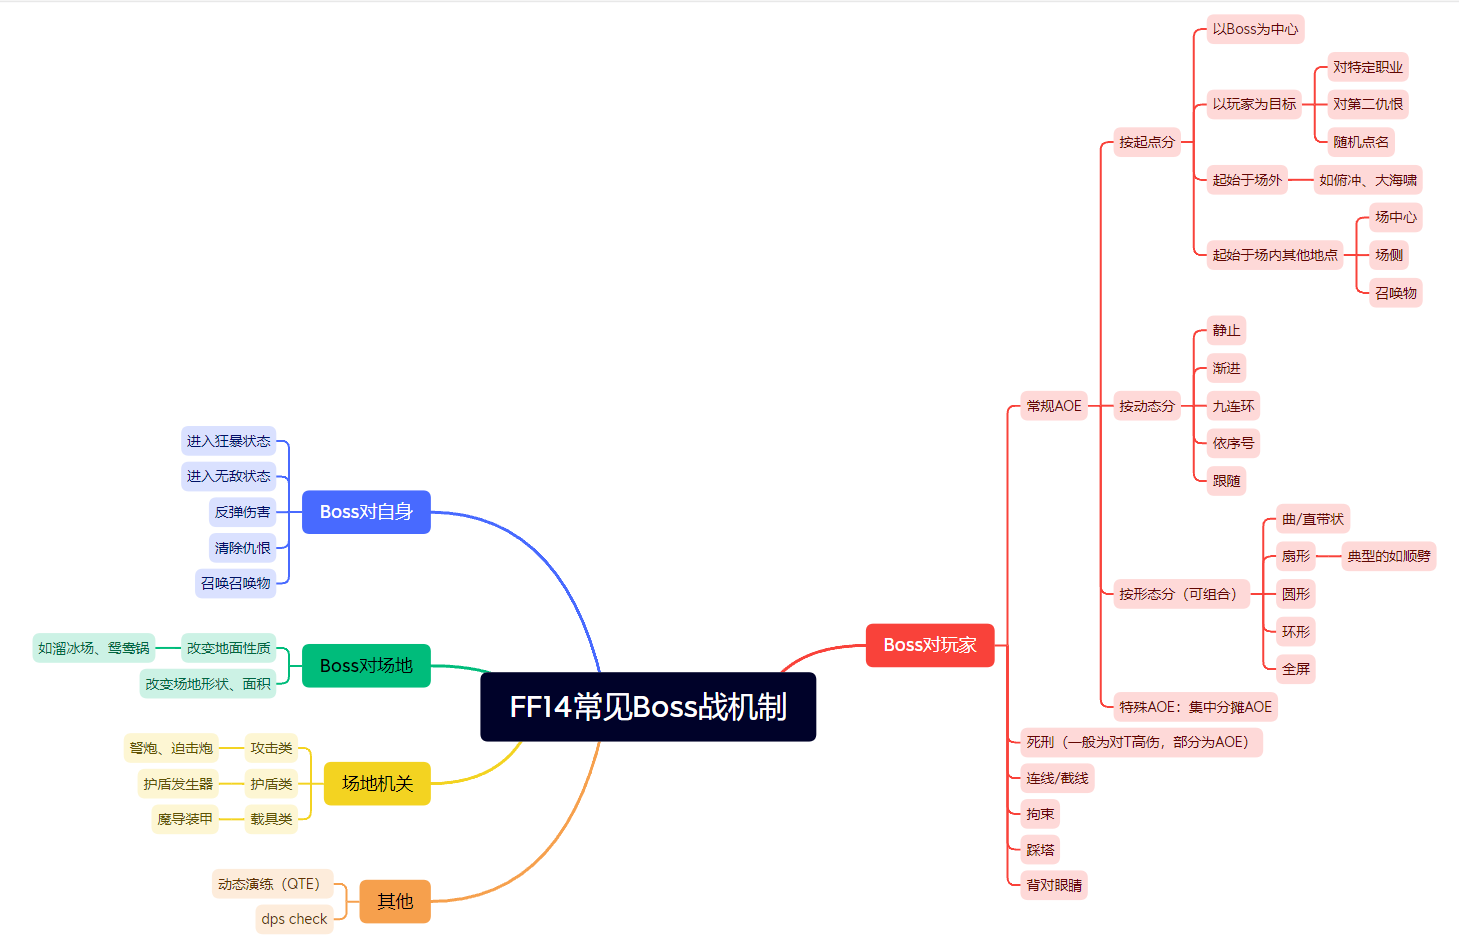 FF14常见Boss战机制
Boss对玩家
常规AOE
按起点分
以Boss为中心
以玩家为目标
对特定职业
对第二仇恨
随机点名
起始于场外
如俯冲、大海啸
起始于场内其他地点
场中心
场侧
召唤物
按动态分
静止
渐进
九连环
依序号
跟随
按形态分（可组合）
曲/直带状
扇形
典型的如顺劈
圆形
环形
全屏
特殊AOE：集中分摊AOE
死刑（一般为对T高伤，部分为AOE）
连线/截线
拘束
踩塔
背对眼睛
Boss对自身
进入狂暴状态
进入无敌状态
反弹伤害
清除仇恨
召唤召唤物
Boss对场地
改变地面性质
如溜冰场、鸳鸯锅
改变场地形状、面积
场地机关
攻击类
弩炮、迫击炮
护盾类
护盾发生器
载具类
魔导装甲
其他
动态演练（QTE）
dps check